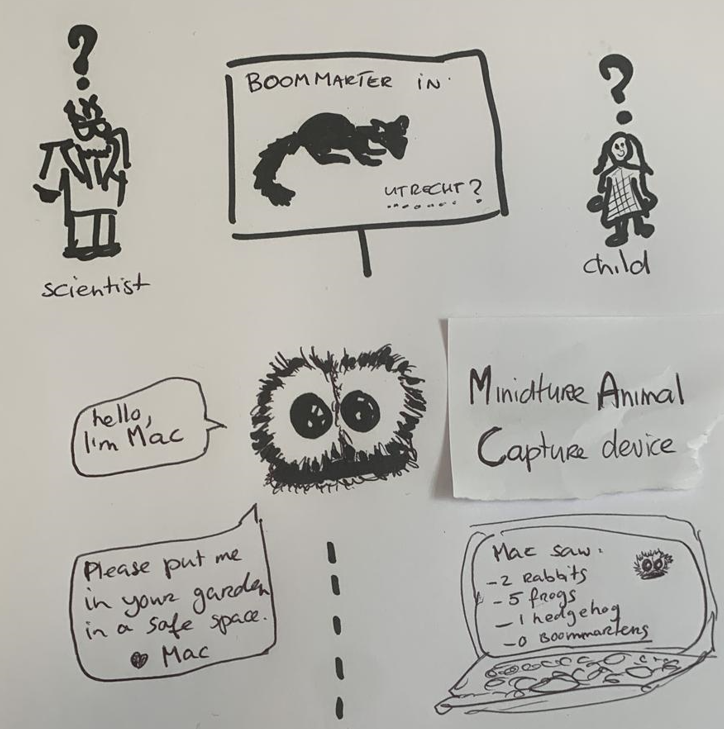 ?
?
BOOMMARTER IN
UTRECHT?
scientist
child
hello,
I'm Mac
Miniature Animal
Capture device
Please put me
in your garden
in a safe space.
♥ Mac
Mac saw:
-2 Rabbits
-5 frogs
-1 hedgehog
-0 Boommartens